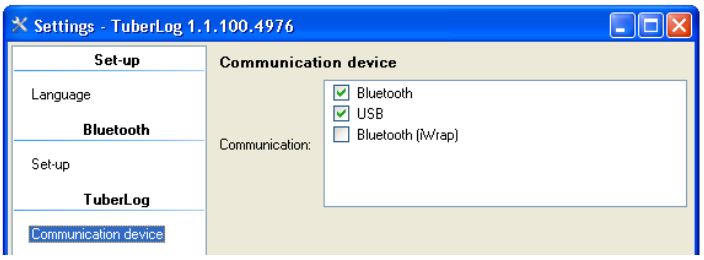 Settings - TuberLog 1.1.100.4976
Set-up
Language
Bluetooth
Set-up
TuberLog
Communication device
Communication device
Communication:
Bluetooth
USB
Bluetooth (iWrap)